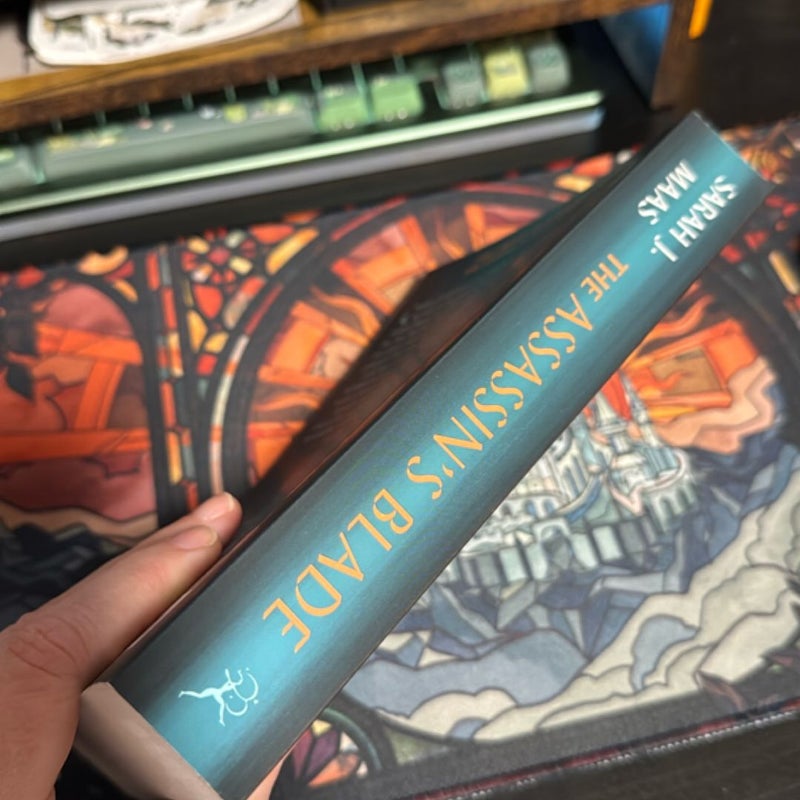 SARAH J.
MAAS
THE ASSASSIN'S BLADE